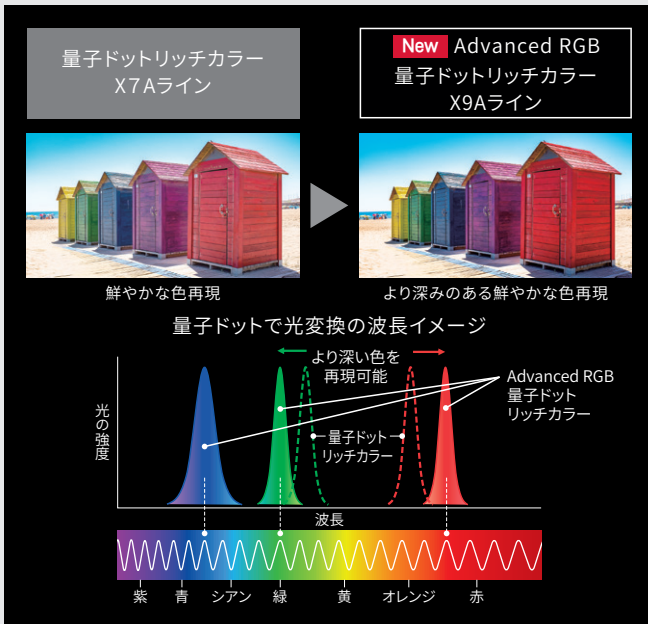 量子ドットリッチカラー
X7Aライン
New Advanced RGB
量子ドットリッチカラー
X9Aライン
鮮やかな色再現
より深みのある鮮やかな色再現
量子ドットで光変換の波長イメージ
より深い色を
再現可能
Advanced RGB
量子ドット
リッチカラー
光の強度
量子ドット
リッチカラー
波長
紫 青 シアン 緑 黄 オレンジ 赤